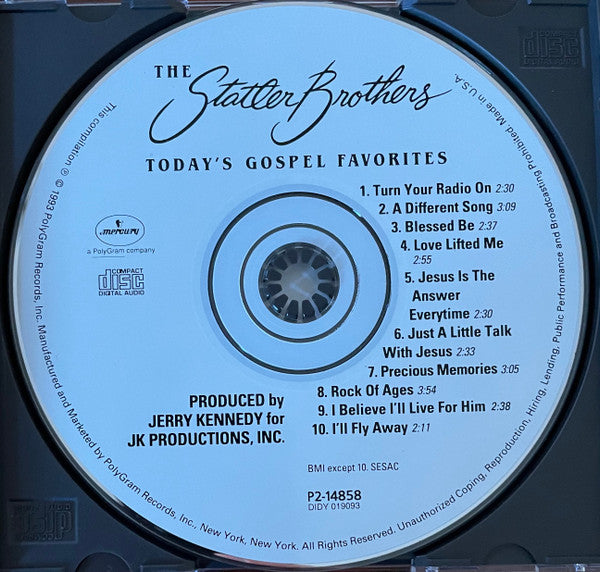 THE
Statler Brothers
TODAY'S GOSPEL FAVORITES
1. Turn Your Radio On 2:30
2. A Different Song 3:09
3. Blessed Be 2:37
4. Love Lifted Me
2:55
5. Jesus Is The
Answer
Everytime 2:30
6. Just A Little Talk
With Jesus 2:33
7. Precious Memories 3:05
8. Rock Of Ages 3:54
9. I Believe I'll Live For Him 2:38
10. I'll Fly Away 2:11
mercury
a PolyGram company
COMPACT
disc
DIGITAL AUDIO
PRODUCED by
JERRY KENNEDY for
JK PRODUCTIONS, INC.
BMI except 10. SESAC
P2-14858
DIDY 019093
This compilation ℗ © 1993 PolyGram Records, Inc. Manufactured and Marketed by PolyGram Records, Inc., New York, New York. All Rights Reserved. Unauthorized Copying, Reproduction, Hiring, Lending, Public Performance and Broadcasting Prohibited. Made in U.S.A.
COMPACT
disc
DIGITAL AUDIO